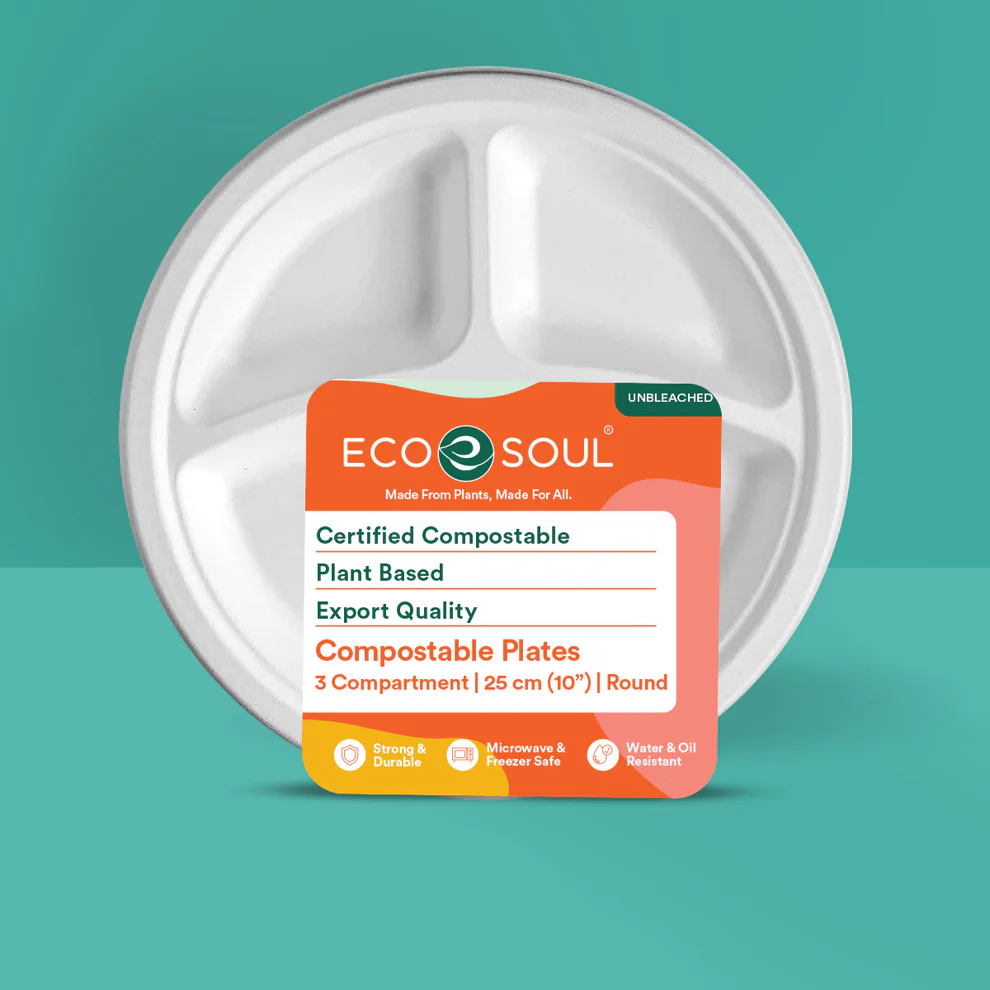 UNBLEACHED
ECO SOUL®
Made From Plants, Made For All.
Certified Compostable
Plant Based
Export Quality
Compostable Plates
3 Compartment | 25 cm (10”) | Round
Strong &
Durable
Microwave &
Freezer Safe
Water & Oil
Resistant